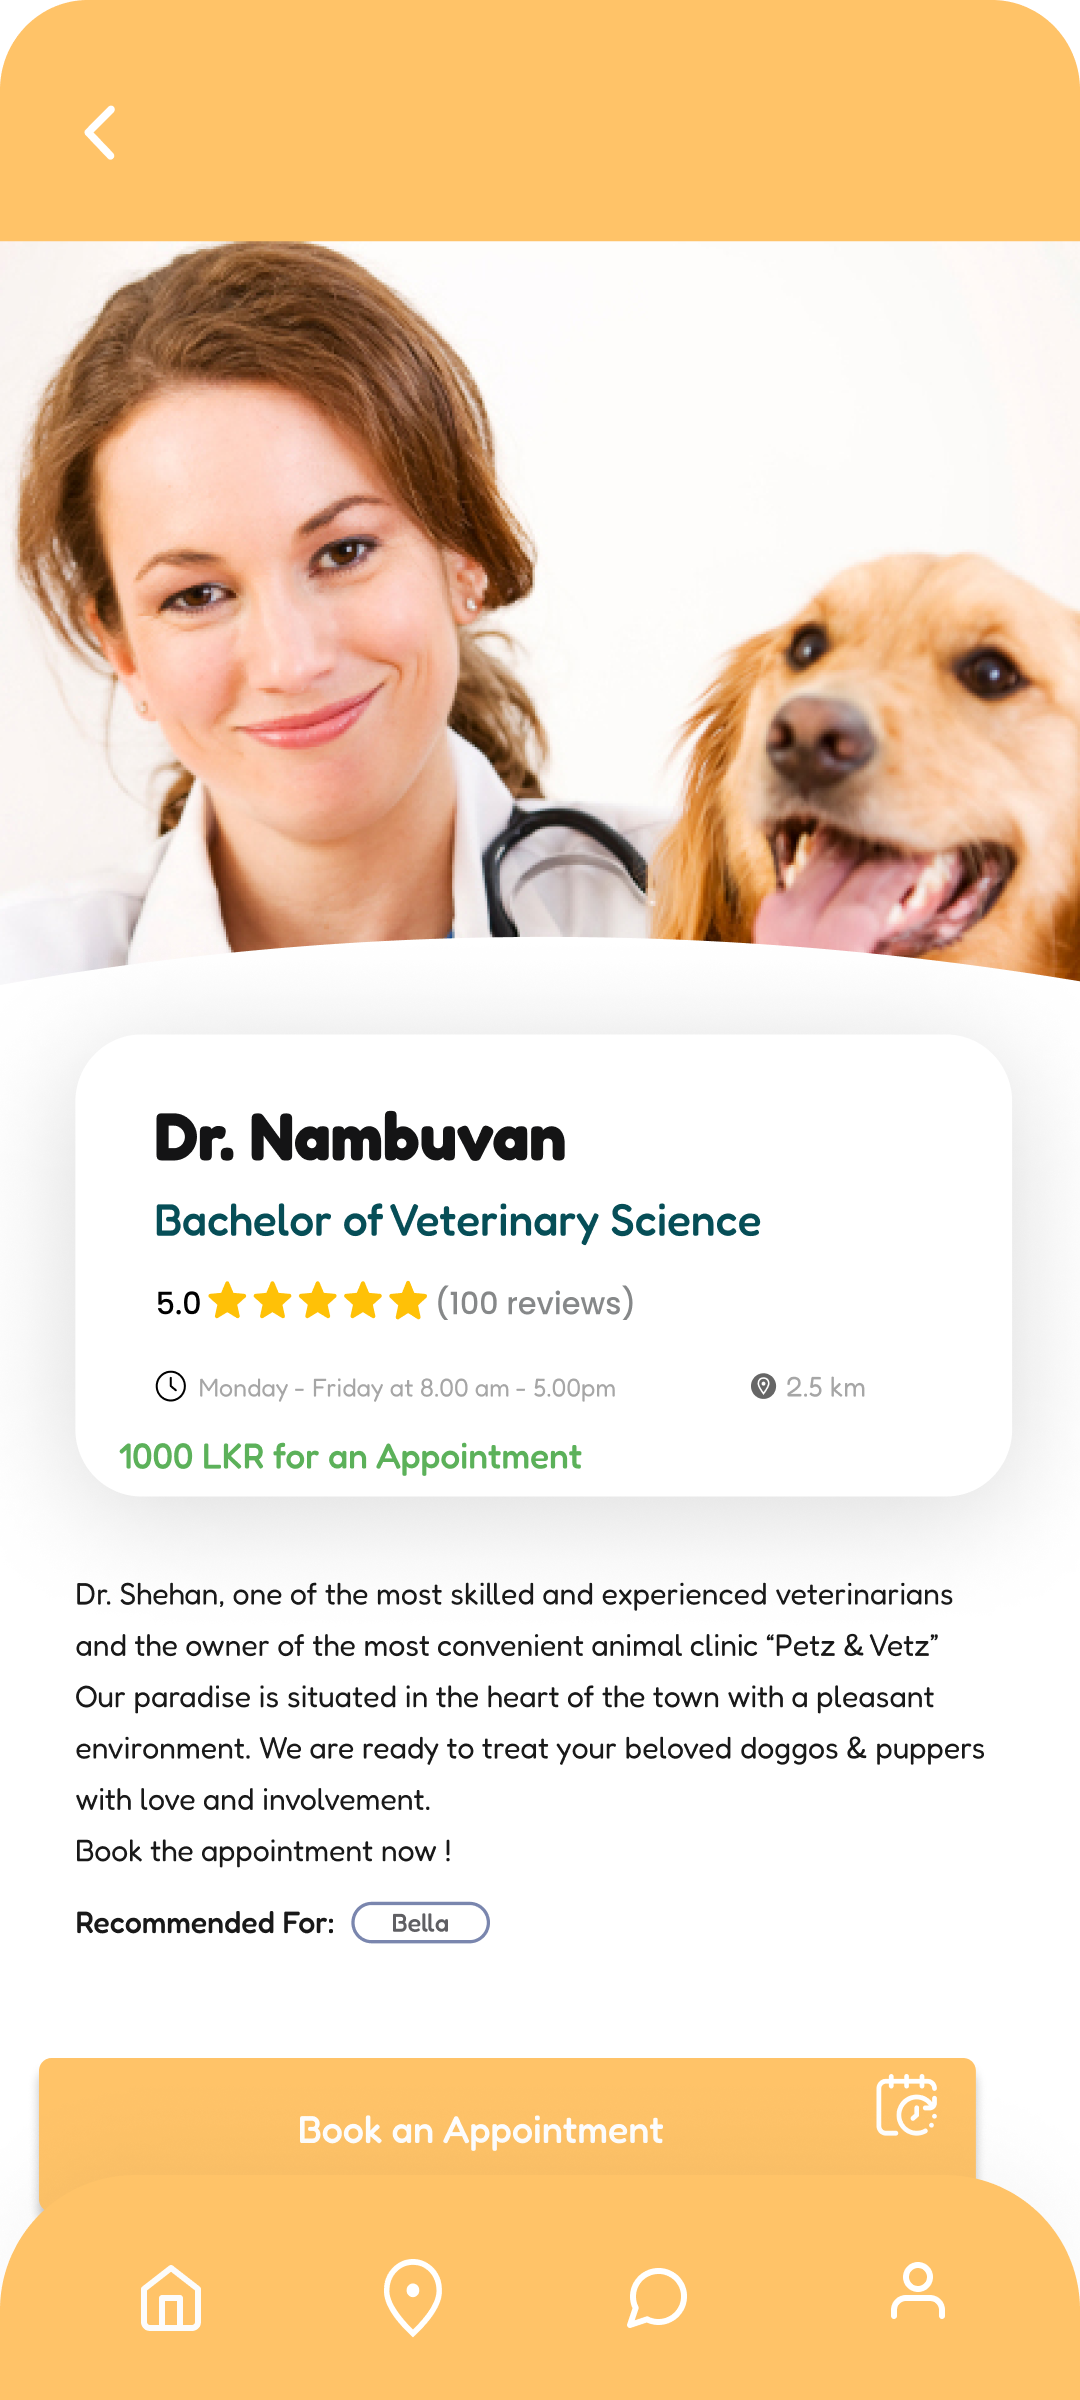 Dr. Nambuvan
Bachelor of Veterinary Science
5.0 (100 reviews)
Monday - Friday at 8.00 am - 5.00pm 2.5 km
1000 LKR for an Appointment
Dr. Shehan, one of the most skilled and experienced veterinarians
and the owner of the most convenient animal clinic “Petz & Vetz”
Our paradise is situated in the heart of the town with a pleasant
environment. We are ready to treat your beloved doggos & puppers
with love and involvement.
Book the appointment now !
Recommended For: Bella
Book an Appointment